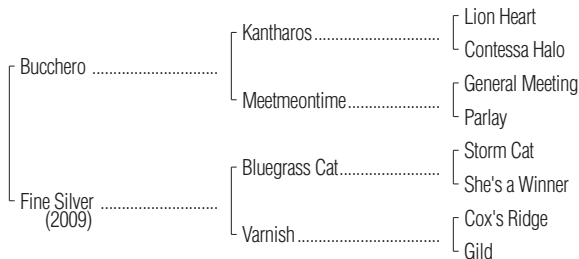 Lion Heart
Kantharos
Contessa Halo
Bucchero
General Meeting
Meetmeontime
Parlay
Storm Cat
Bluegrass Cat
She's a Winner
Fine Silver
(2009)
Cox's Ridge
Varnish
Gild